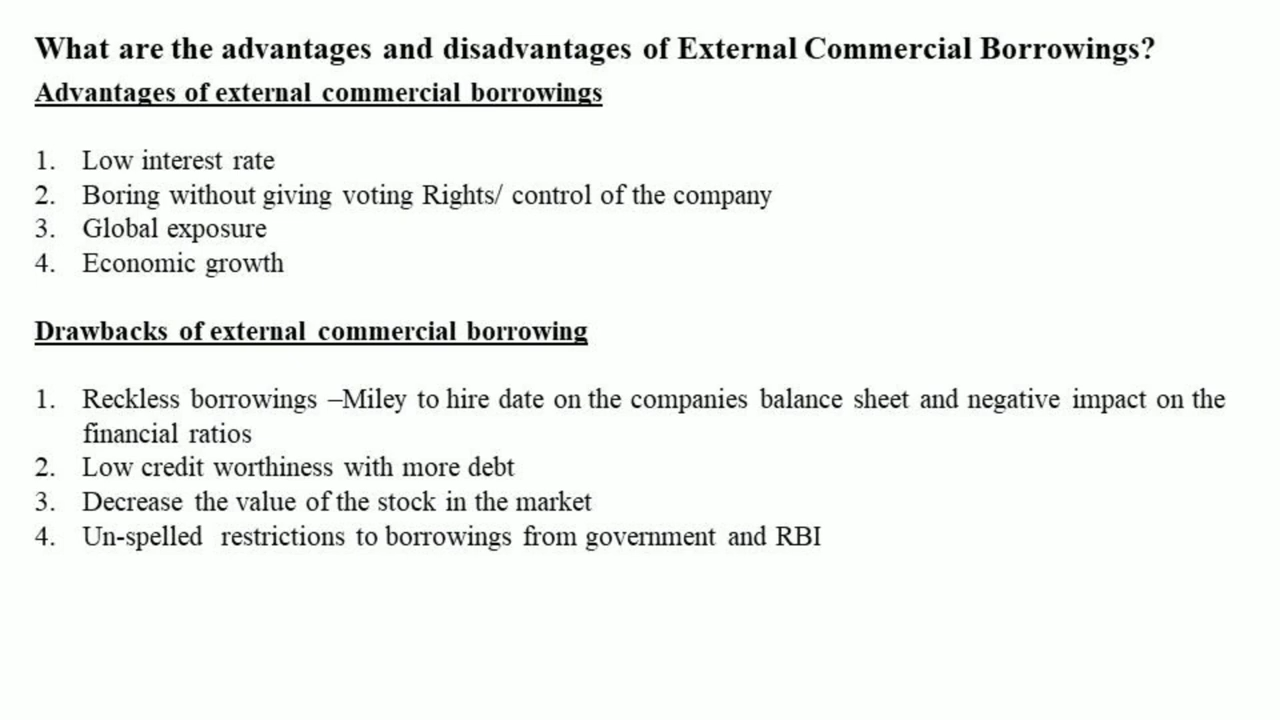 What are the advantages and disadvantages of External Commercial Borrowings?
Advantages of external commercial borrowings
1. Low interest rate
2. Boring without giving voting Rights/ control of the company
3. Global exposure
4. Economic growth
Drawbacks of external commercial borrowing
1. Reckless borrowings –Miley to hire date on the companies balance sheet and negative impact on the
financial ratios
2. Low credit worthiness with more debt
3. Decrease the value of the stock in the market
4. Un-spelled restrictions to borrowings from government and RBI